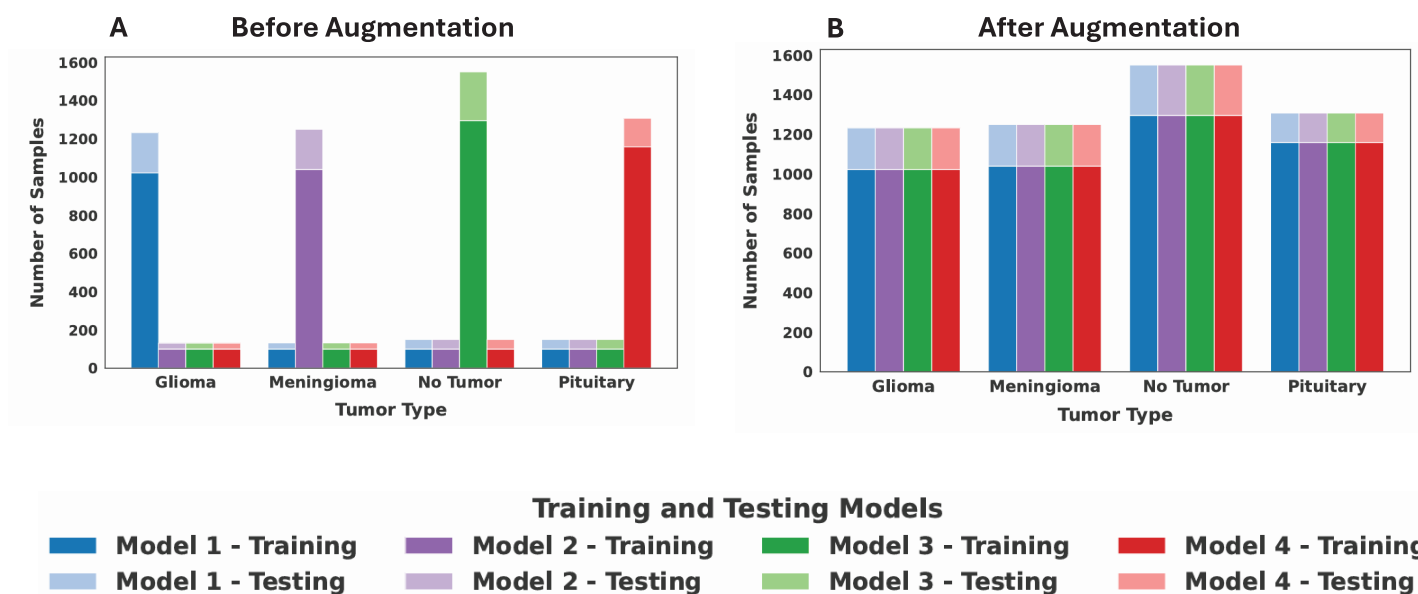 A Before Augmentation
B After Augmentation
Number of Samples
1600
1400
1200
1000
800
600
400
200
0
Glioma Meningioma No Tumor Pituitary
Tumor Type
Number of Samples
1600
1400
1200
1000
800
600
400
200
0
Glioma Meningioma No Tumor Pituitary
Tumor Type
Training and Testing Models
Model 1 - Training Model 2 - Training Model 3 - Training Model 4 - Training
Model 1 - Testing Model 2 - Testing Model 3 - Testing Model 4 - Testing